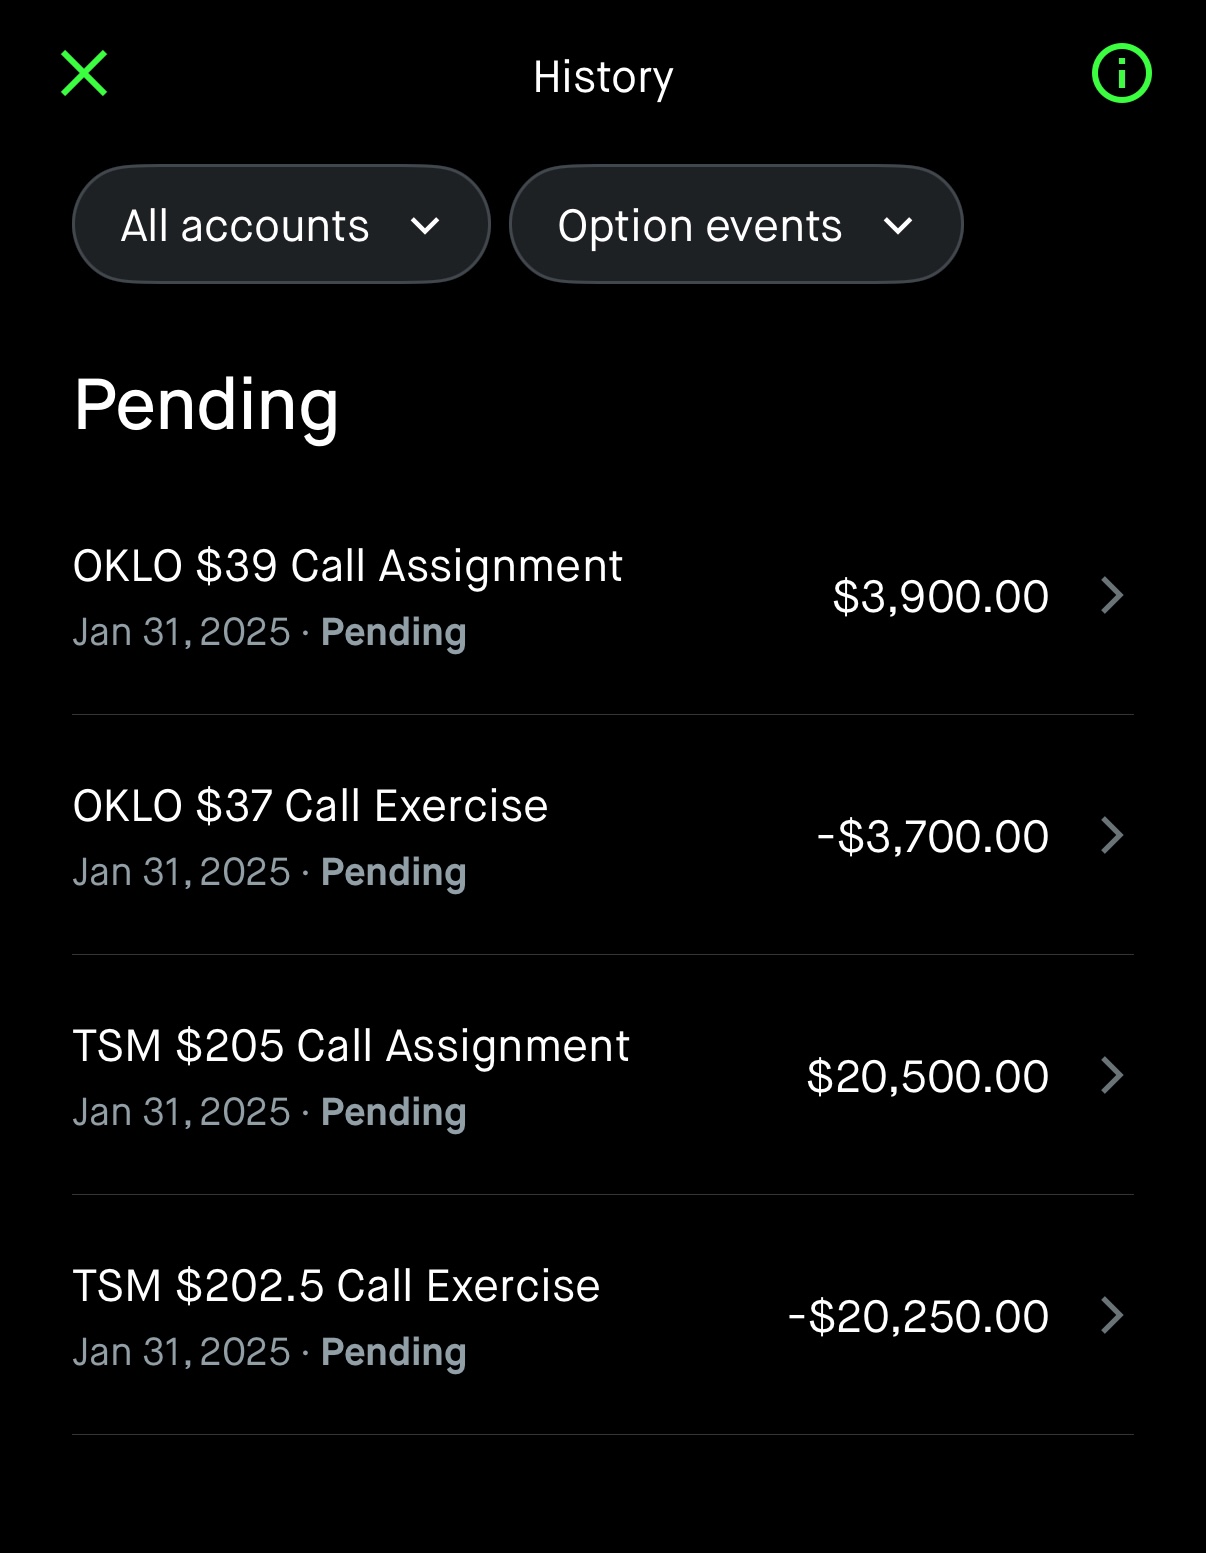 History
All accounts
Option events
Pending
OKLO $39 Call Assignment
$3,900.00
Jan 31, 2025 · Pending
OKLO $37 Call Exercise
-$3,700.00
Jan 31, 2025 · Pending
TSM $205 Call Assignment
$20,500.00
Jan 31, 2025 · Pending
TSM $202.5 Call Exercise
-$20,250.00
Jan 31, 2025 · Pending